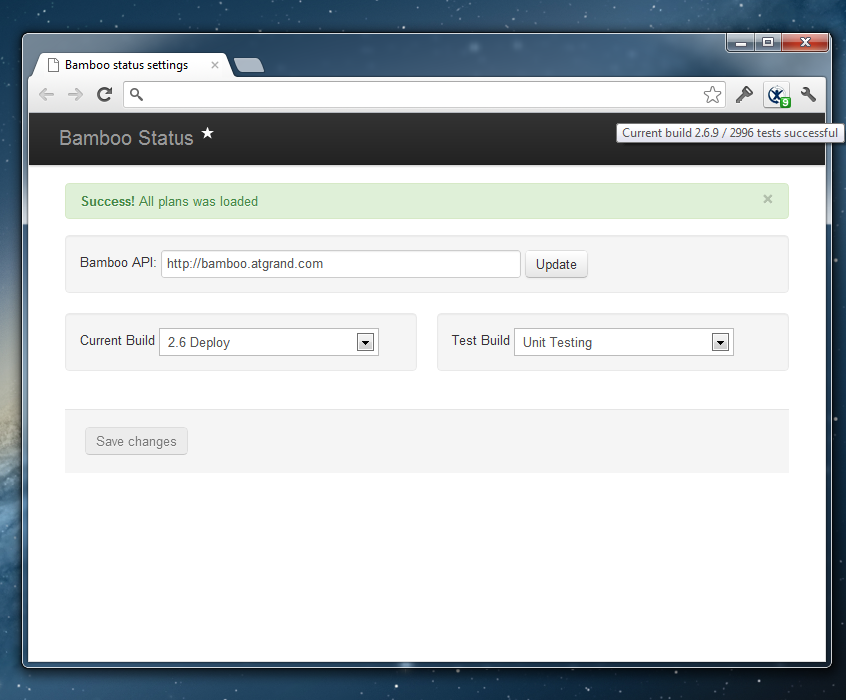 Bamboo status settings
9
Bamboo Status
Current build 2.6.9 / 2996 tests successful
Success! All plans was loaded
Bamboo API: http://bamboo.atgrand.com Update
Current Build 2.6 Deploy
Test Build Unit Testing
Save changes